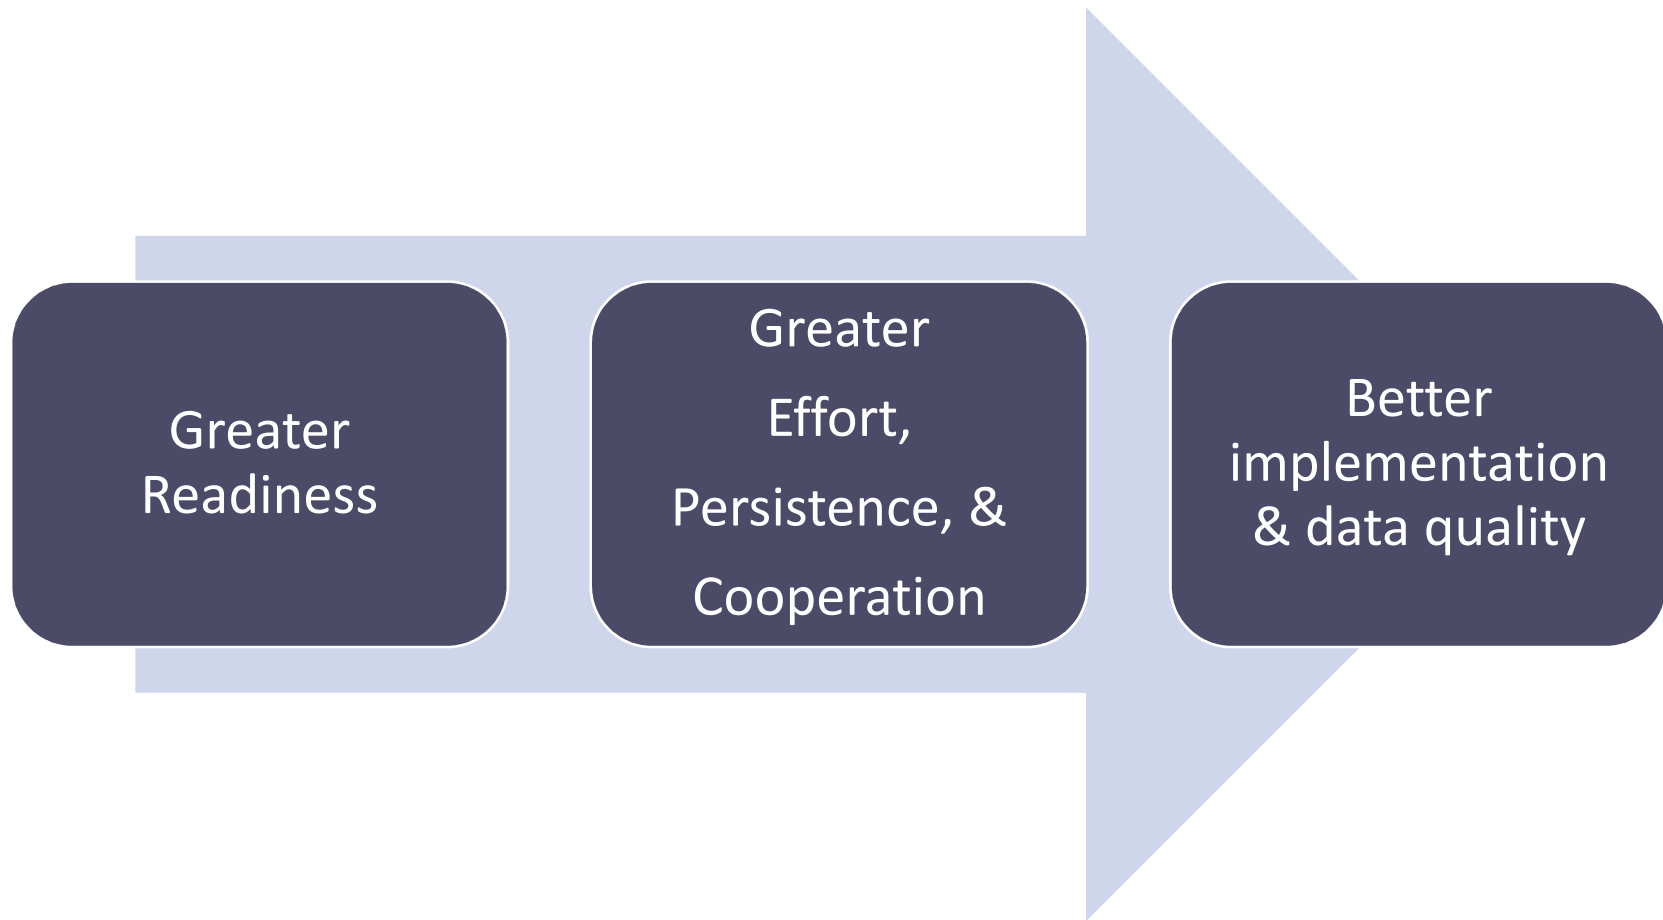 Greater
Readiness
Greater
Effort,
Persistence, &
Cooperation
Better
implementation
& data quality